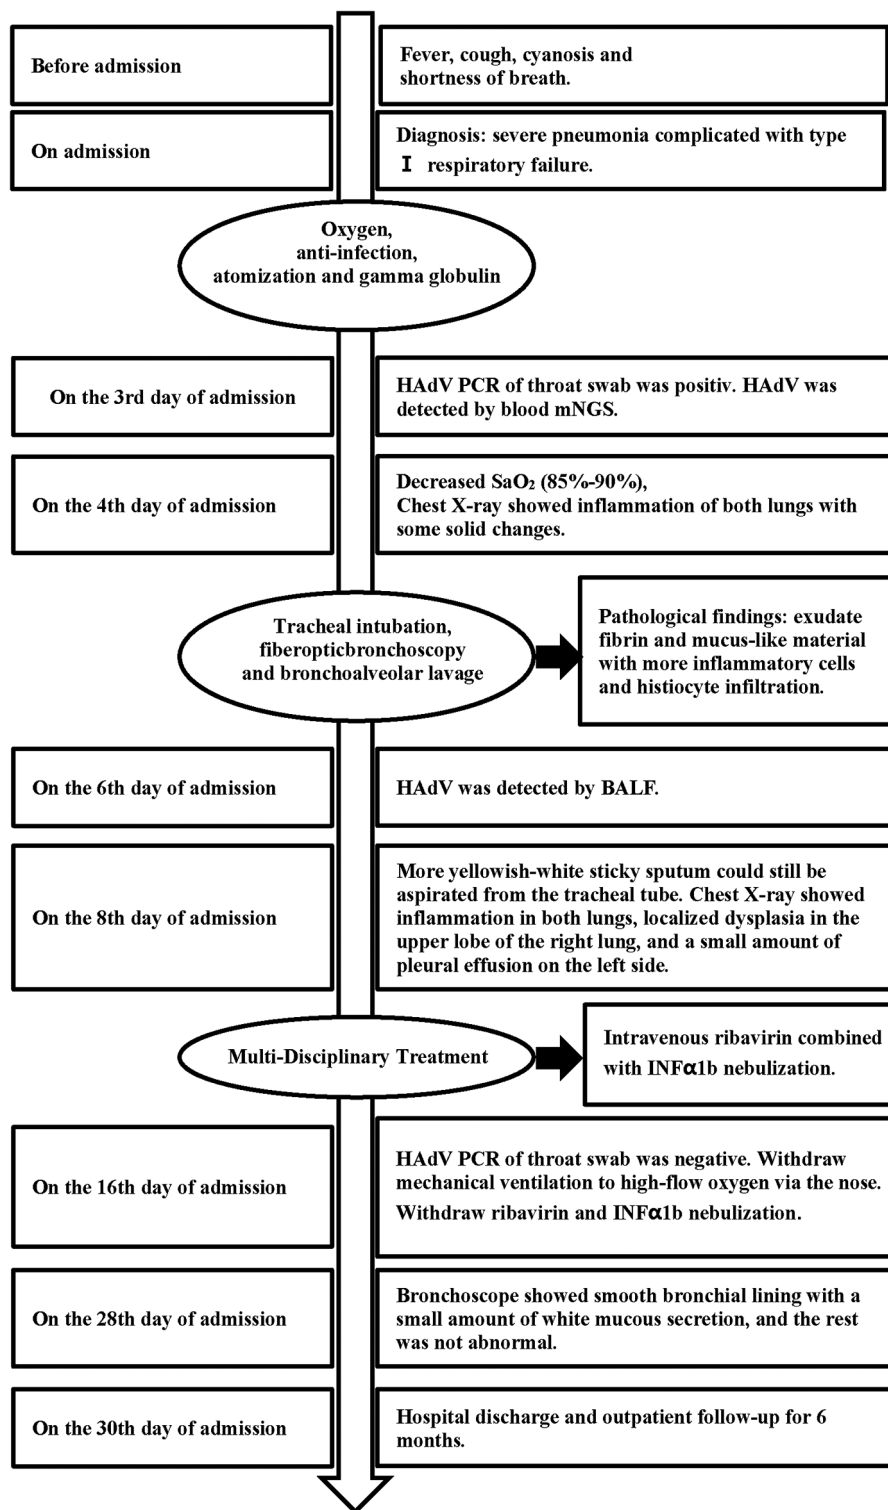 Before admission
Fever, cough, cyanosis and
shortness of breath.
On admission
Diagnosis: severe pneumonia complicated with type
I respiratory failure.
Oxygen,
anti-infection,
atomization and gamma globulin
On the 3rd day of admission
HAdV PCR of throat swab was positiv. HAdV was
detected by blood mNGS.
On the 4th day of admission
Decreased SaO₂ (85%-90%),
Chest X-ray showed inflammation of both lungs with
some solid changes.
Tracheal intubation,
fiberopticbronchoscopy
and bronchoalveolar lavage
Pathological findings: exudate
fibrin and mucus-like material
with more inflammatory cells
and histiocyte infiltration.
On the 6th day of admission
HAdV was detected by BALF.
On the 8th day of admission
More yellowish-white sticky sputum could still be
aspirated from the tracheal tube. Chest X-ray showed
inflammation in both lungs, localized dysplasia in the
upper lobe of the right lung, and a small amount of
pleural effusion on the left side.
Multi-Disciplinary Treatment
Intravenous ribavirin combined
with INFα1b nebulization.
On the 16th day of admission
HAdV PCR of throat swab was negative. Withdraw
mechanical ventilation to high-flow oxygen via the nose.
Withdraw ribavirin and INFα1b nebulization.
On the 28th day of admission
Bronchoscope showed smooth bronchial lining with a
small amount of white mucous secretion, and the rest
was not abnormal.
On the 30th day of admission
Hospital discharge and outpatient follow-up for 6
months.